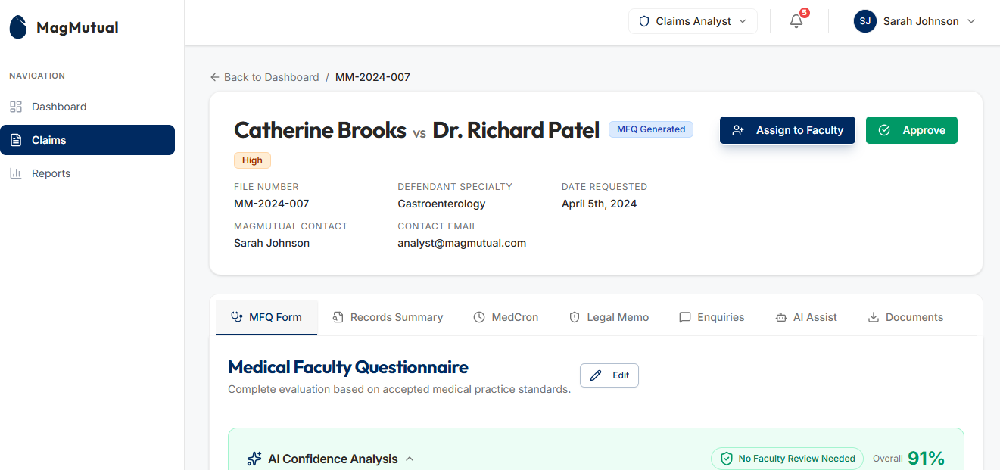 MagMutual
Claims Analyst
5
SJ
Sarah Johnson
NAVIGATION
Dashboard
Claims
Reports
Back to Dashboard / MM-2024-007
Catherine Brooks vs Dr. Richard Patel
MFQ Generated
Assign to Faculty
Approve
High
FILE NUMBER
MM-2024-007
DEFENDANT SPECIALTY
Gastroenterology
DATE REQUESTED
April 5th, 2024
MAGMUTUAL CONTACT
Sarah Johnson
CONTACT EMAIL
analyst@magmutual.com
MFQ Form
Records Summary
MedCron
Legal Memo
Enquiries
AI Assist
Documents
Medical Faculty Questionnaire
Complete evaluation based on accepted medical practice standards.
Edit
AI Confidence Analysis
No Faculty Review Needed
Overall 91%